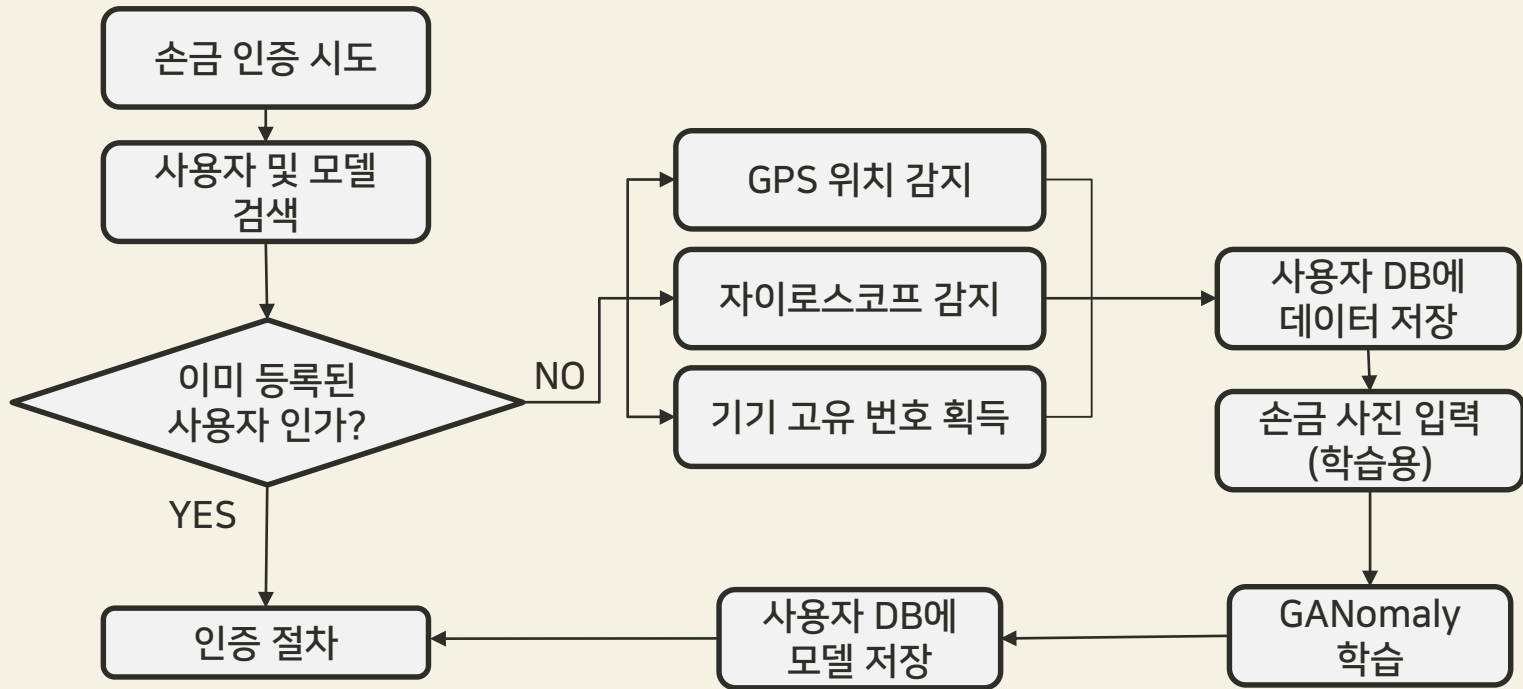 손금 인증 시도
사용자 및 모델
검색
이미 등록된
사용자 인가?
NO
YES
GPS 위치 감지
자이로스코프 감지
기기 고유 번호 획득
사용자 DB에
데이터 저장
손금 사진 입력
(학습용)
GANomaly
학습
사용자 DB에
모델 저장
인증 절차